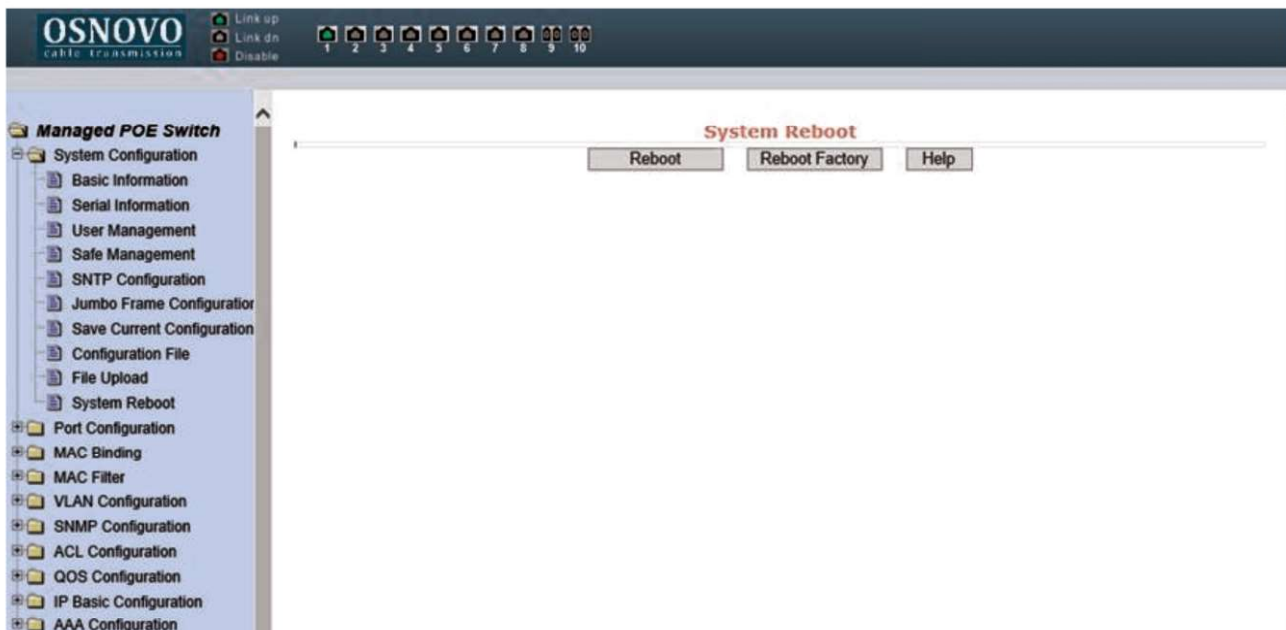 OSNOVO
cable transmission
Link up
Link dn
Disable
1 2 3 4 5 6 7 8 9 10
Managed POE Switch
System Configuration
Basic Information
Serial Information
User Management
Safe Management
SNTP Configuration
Jumbo Frame Configuration
Save Current Configuration
Configuration File
File Upload
System Reboot
Port Configuration
MAC Binding
MAC Filter
VLAN Configuration
SNMP Configuration
ACL Configuration
QOS Configuration
IP Basic Configuration
AAA Configuration
System Reboot
Reboot Reboot Factory Help